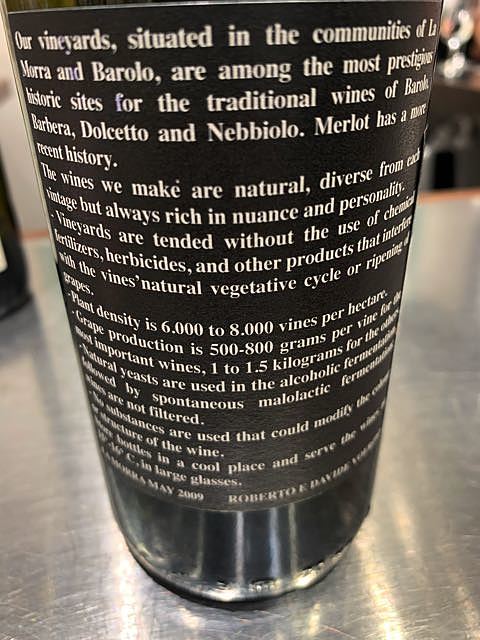 Our vineyards, situated in the communities of La
Morra and Barolo, are among the most prestigious
historic sites for the traditional wines of Barolo,
Barbera, Dolcetto and Nebbiolo. Merlot has a more
recent history.
The wines we make are natural, diverse from each
vintage but always rich in nuance and personality.
- Vineyards are tended without the use of chemical
fertilizers, herbicides, and other products that interfere
with the vines'natural vegetative cycle or ripening of
grapes.
- Plant density is 6.000 to 8.000 vines per hectare.
- Grape production is 500-800 grams per vine for the
most important wines, 1 to 1.5 kilograms for the others.
- Natural yeasts are used in the alcoholic fermentation,
followed by spontaneous malolactic fermentation.
Wines are not filtered.
- No substances are used that could modify the color
or structure of the wine.
bottles in a cool place and serve the wine
C. in large glasses.
MORRA MAY 2009 ROBERTO E DAVIDE